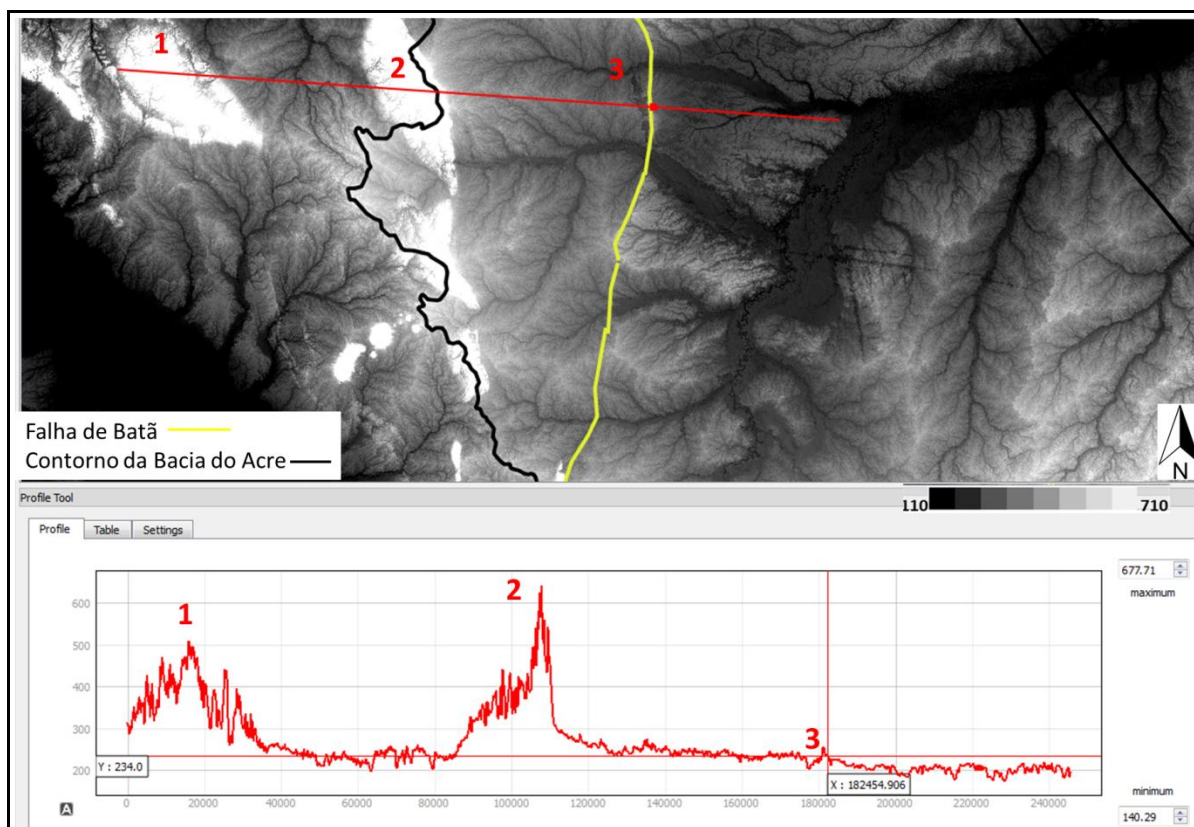 1
2
3
Falha de Batã
Contorno da Bacia do Acre
N
Profile Tool
110 710
Profile Table Settings
677.71
maximum
600
500
400
300
200
1
2
3
Y : 234.0
X : 182454.906
0 20000 40000 60000 80000 100000 120000 140000 160000 180000 200000 220000 240000
minimum
140.29
A